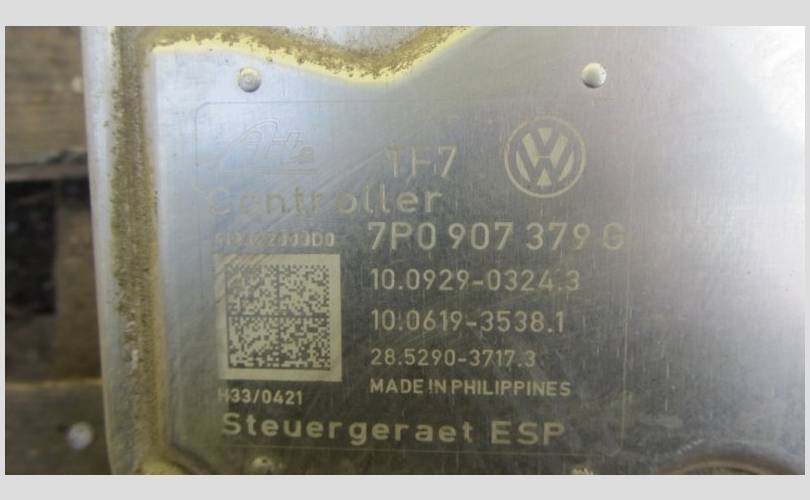 Ate 1F7
Controller
7P0 907 379 G
10.0929-0324.3
10.0619-3538.1
28.5290-3717.3
MADE IN PHILIPPINES
H33/0421
Steuergeraet ESP